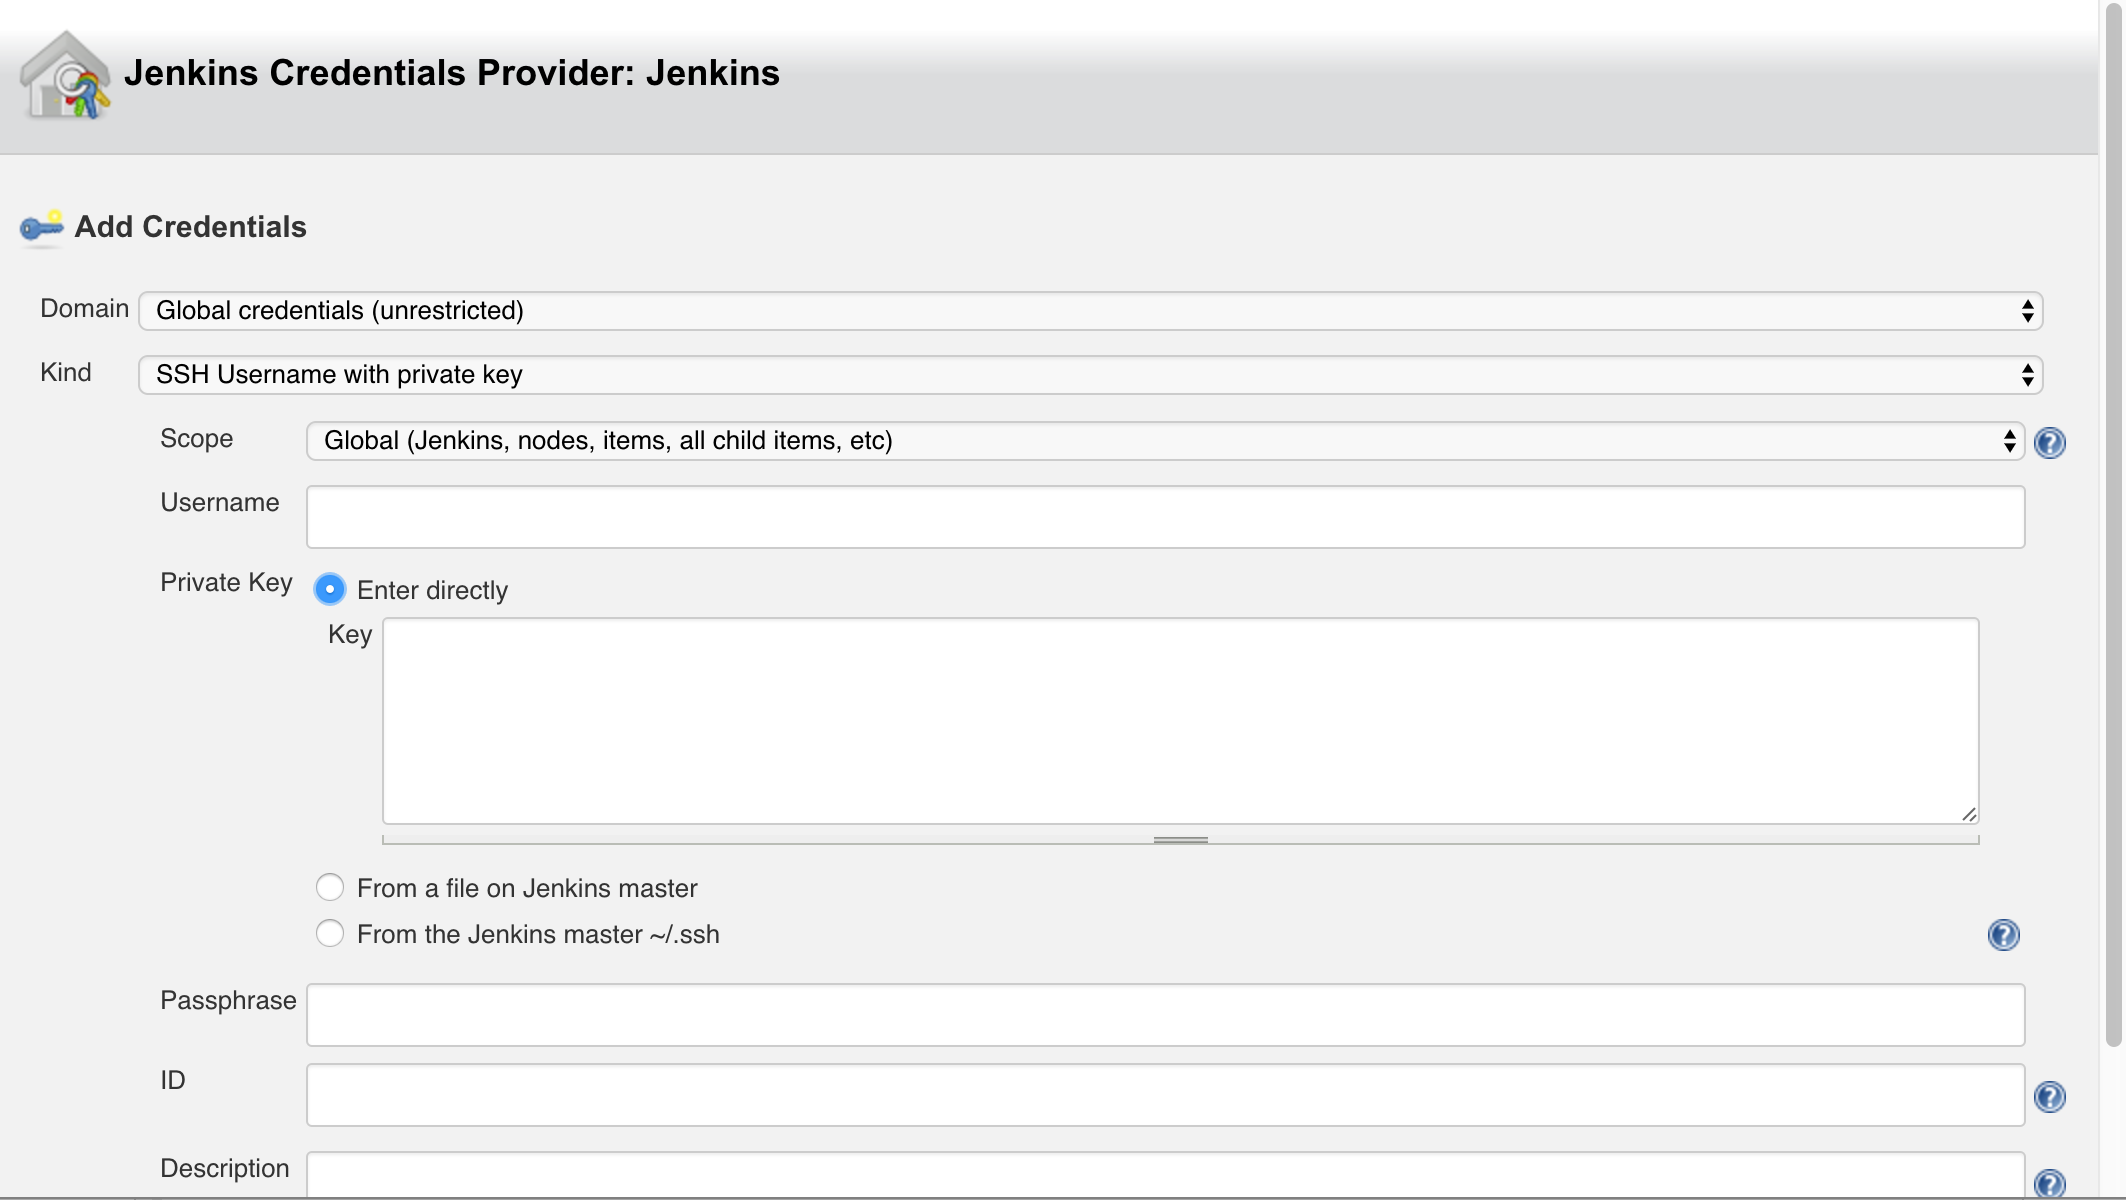 Jenkins Credentials Provider: Jenkins
Add Credentials
Domain Global credentials (unrestricted)
Kind SSH Username with private key
Scope Global (Jenkins, nodes, items, all child items, etc)
Username
Private Key Enter directly
Key
From a file on Jenkins master
From the Jenkins master ~/.ssh
Passphrase
ID
Description